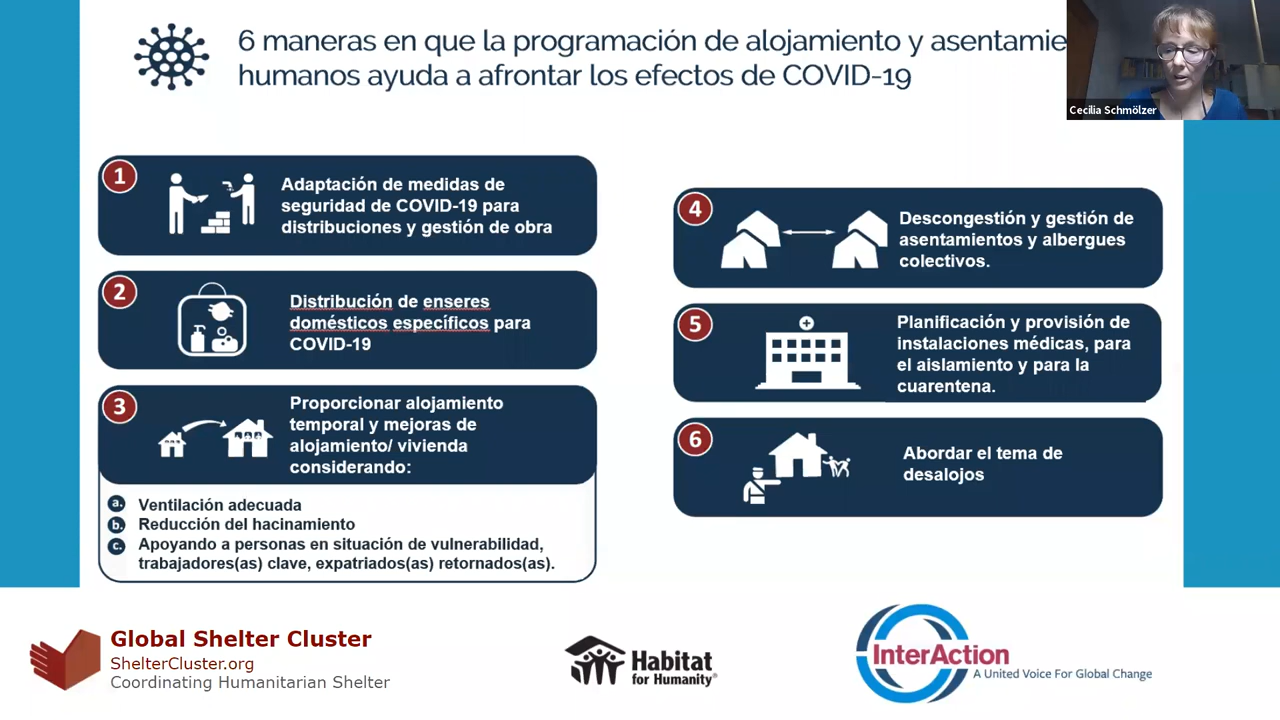 6 maneras en que la programación de alojamiento y asentamie
humanos ayuda a afrontar los efectos de COVID-19
Cecilia Schmölzer
1
Adaptación de medidas de
seguridad de COVID-19 para
distribuciones y gestión de obra
2
Distribución de enseres
domésticos específicos para
COVID-19
3
Proporcionar alojamiento
temporal y mejoras de
alojamiento/ vivienda
considerando:
a. Ventilación adecuada
b. Reducción del hacinamiento
c. Apoyando a personas en situación de vulnerabilidad,
trabajadores(as) clave, expatriados(as) retornados(as).
4
Descongestión y gestión de
asentamientos y albergues
colectivos.
5
Planificación y provisión de
instalaciones médicas, para
el aislamiento y para la
cuarentena.
6
Abordar el tema de
desalojos
Global Shelter Cluster
ShelterCluster.org
Coordinating Humanitarian Shelter
Habitat
for Humanity®
InterAction
A United Voice For Global Change